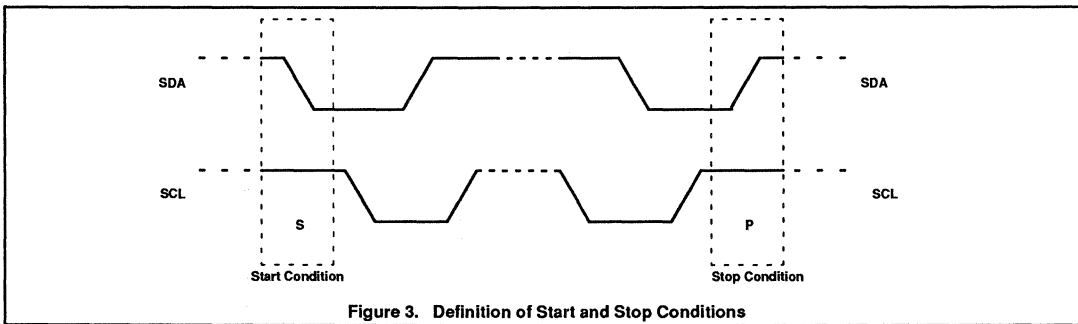 SDA
SDA
SCL
SCL
S
P
Start Condition
Stop Condition
Figure 3. Definition of Start and Stop Conditions